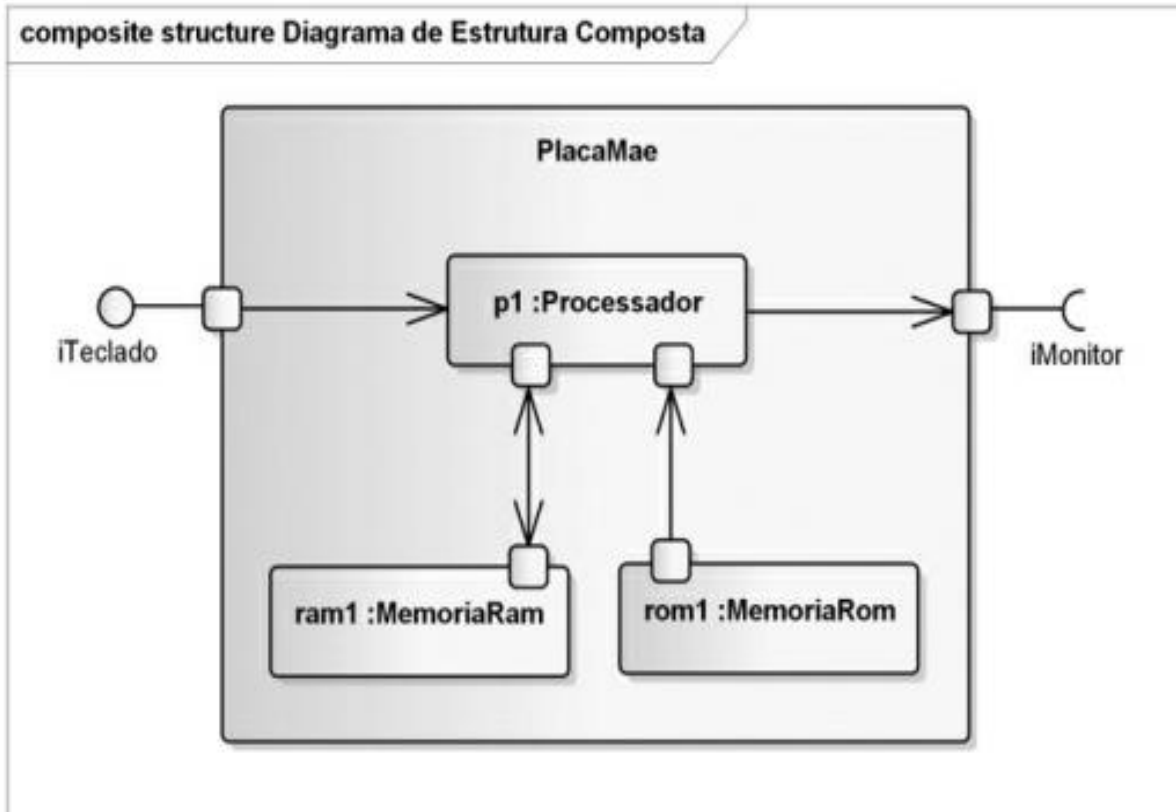 composite structure Diagrama de Estrutura Composta
PlacaMae
p1 :Processador
iTeclado
iMonitor
ram1 :MemoriaRam
rom1 :MemoriaRom